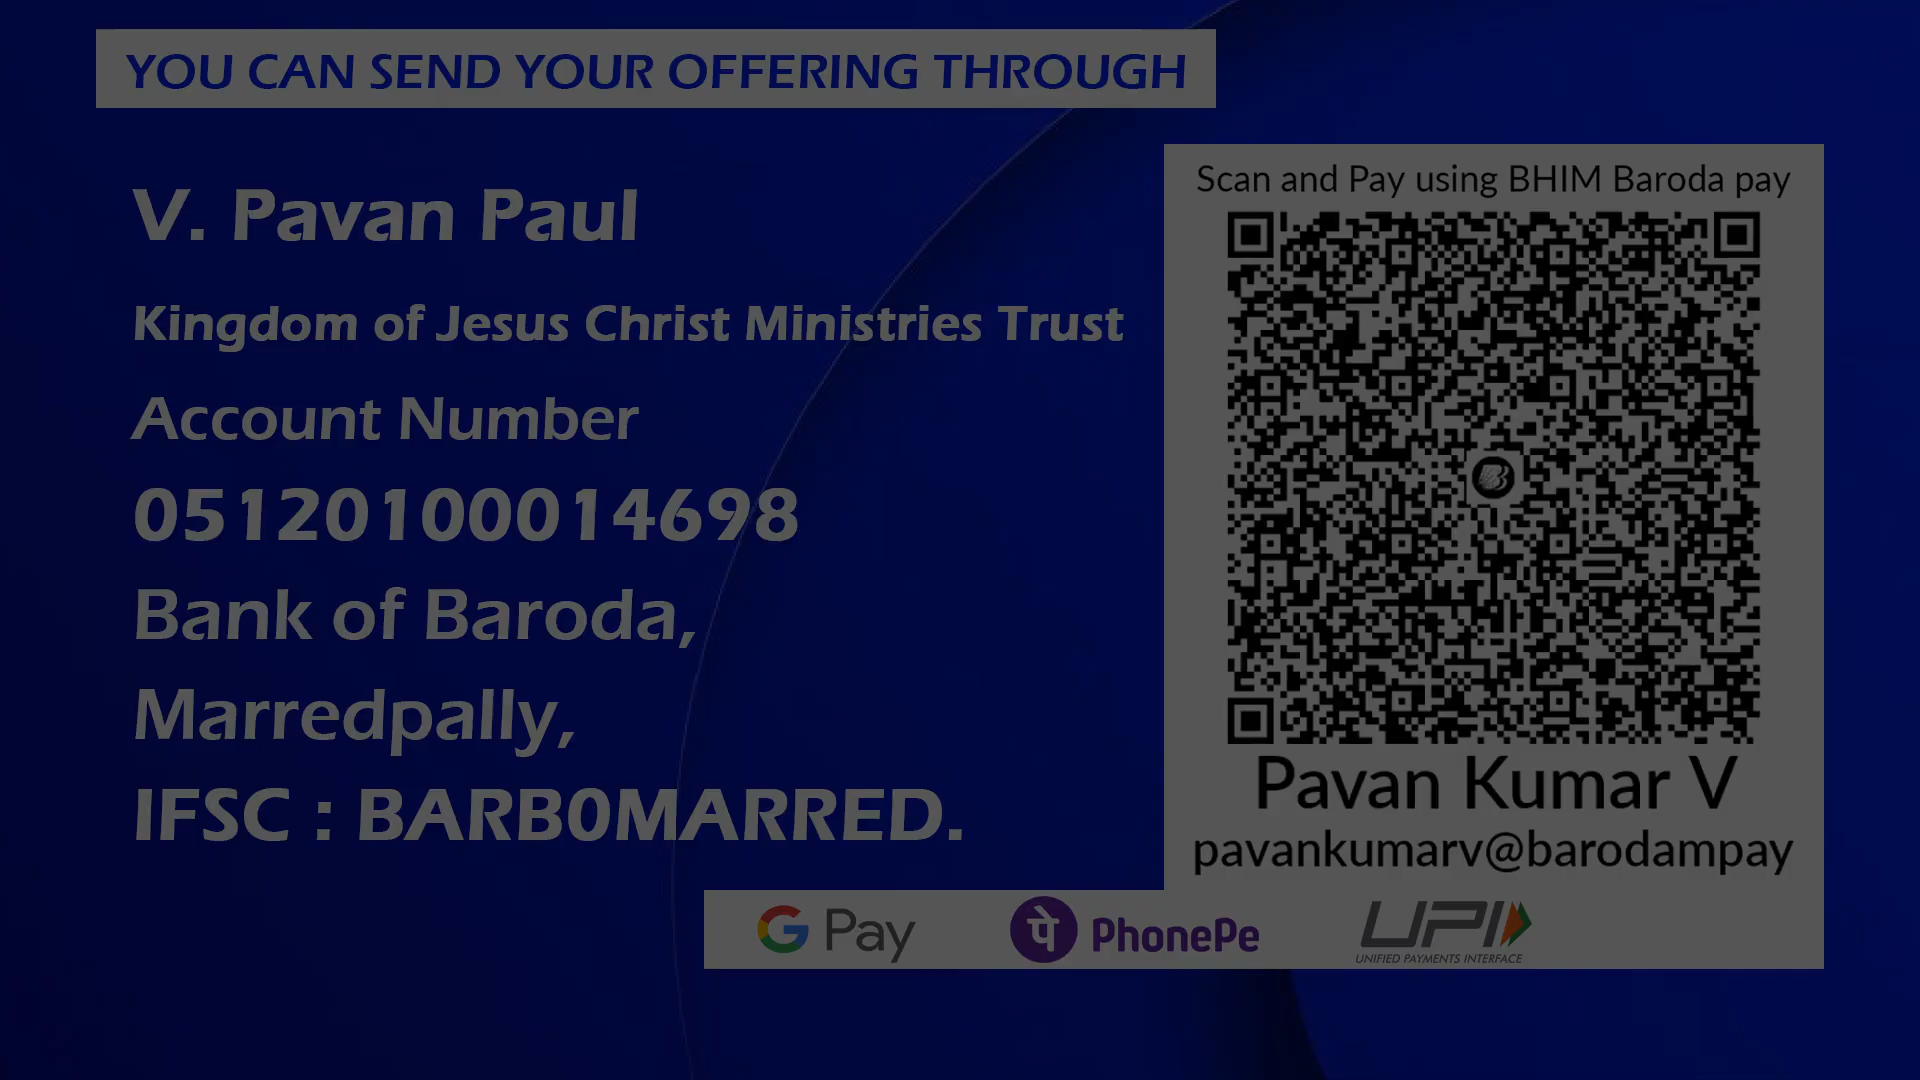 YOU CAN SEND YOUR OFFERING THROUGH
V. Pavan Paul
Kingdom of Jesus Christ Ministries Trust
Account Number
05120100014698
Bank of Baroda,
Marredpally,
IFSC : BARB0MARRED.
Scan and Pay using BHIM Baroda pay
Pavan Kumar V
pavankumarv@barodampay
G Pay
पे PhonePe
UPI
UNIFIED PAYMENTS INTERFACE